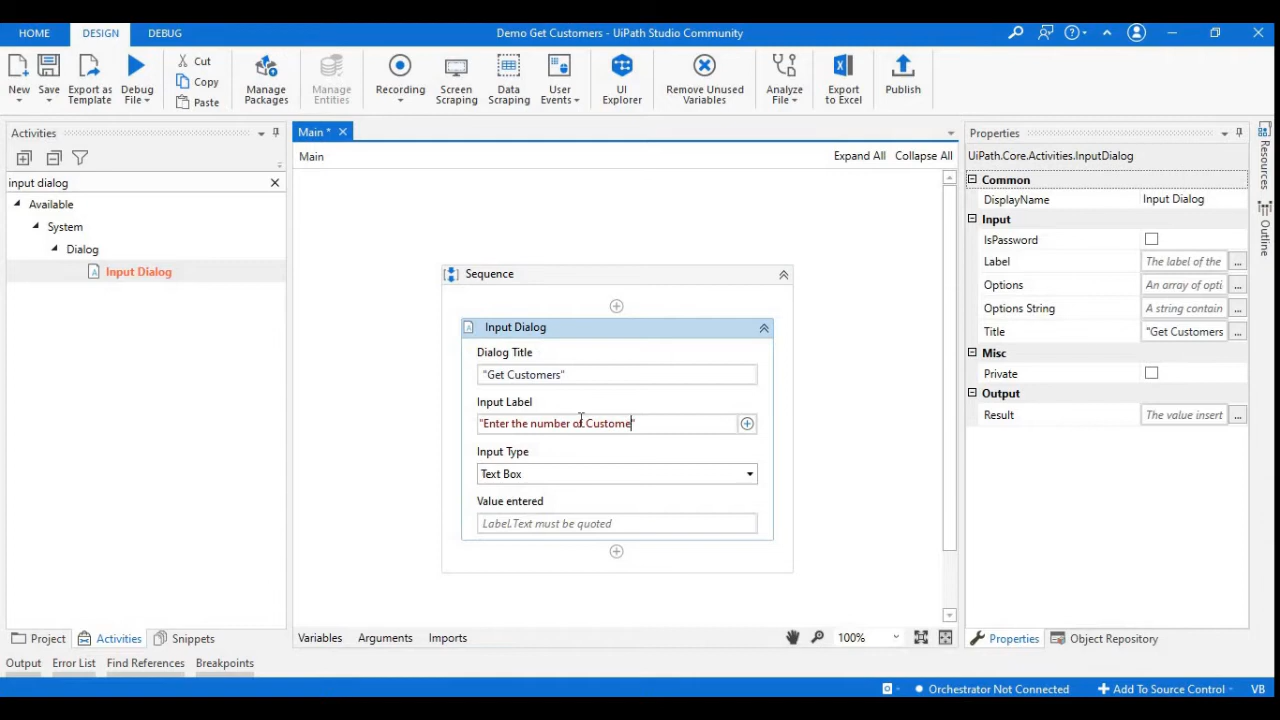 HOME DESIGN DEBUG Demo Get Customers - UiPath Studio Community
New Save Export as Template Debug File Cut Copy Paste Manage Packages Manage Entities Recording Screen Scraping Data Scraping User Events UI Explorer Remove Unused Variables Analyze File Export to Excel Publish
Activities
input dialog
Available
System
Dialog
Input Dialog
Main *
Main Expand All Collapse All
Sequence
Input Dialog
Dialog Title
"Get Customers"
Input Label
"Enter the number of Custome"
Input Type
Text Box
Value entered
Label.Text must be quoted
Properties
UiPath.Core.Activities.InputDialog
Common
DisplayName Input Dialog
Input
IsPassword
Label The label of the ...
Options An array of opti ...
Options String A string contain ...
Title "Get Customers ...
Misc
Private
Output
Result The value insert ...
Resources
Outline
Project Activities Snippets
Variables Arguments Imports 100%
Properties Object Repository
Output Error List Find References Breakpoints
Orchestrator Not Connected Add To Source Control VB